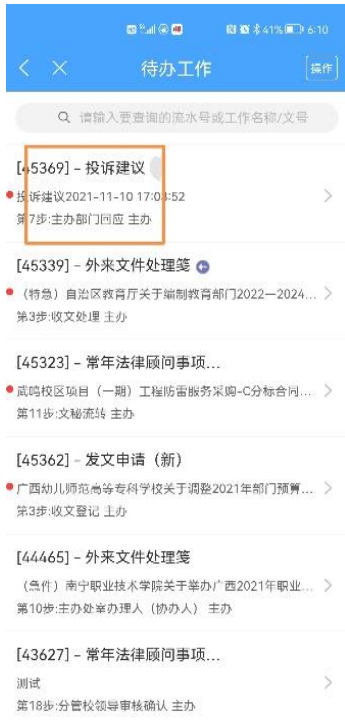 41% 6:10
待办工作
操作
请输入要查询的流水号或工作名称/文号
[45369] - 投诉建议
投诉建议2021-11-10 17:03:52
第7步:主办部门回应 主办
[45339] - 外来文件处理笺
（特急）自治区教育厅关于编制教育部门2022—2024...
第3步:收文处理 主办
[45323] - 常年法律顾问事项...
武鸣校区项目（一期）工程防雷服务采购-C分标合同...
第11步:文秘流转 主办
[45362] - 发文申请（新）
广西幼儿师范高等专科学校关于调整2021年部门预算...
第3步:收文登记 主办
[44465] - 外来文件处理笺
（急件）南宁职业技术学院关于举办广西2021年职业...
第10步:主办处室办理人（协办人） 主办
[43627] - 常年法律顾问事项...
测试
第18步:分管校领导审核确认 主办